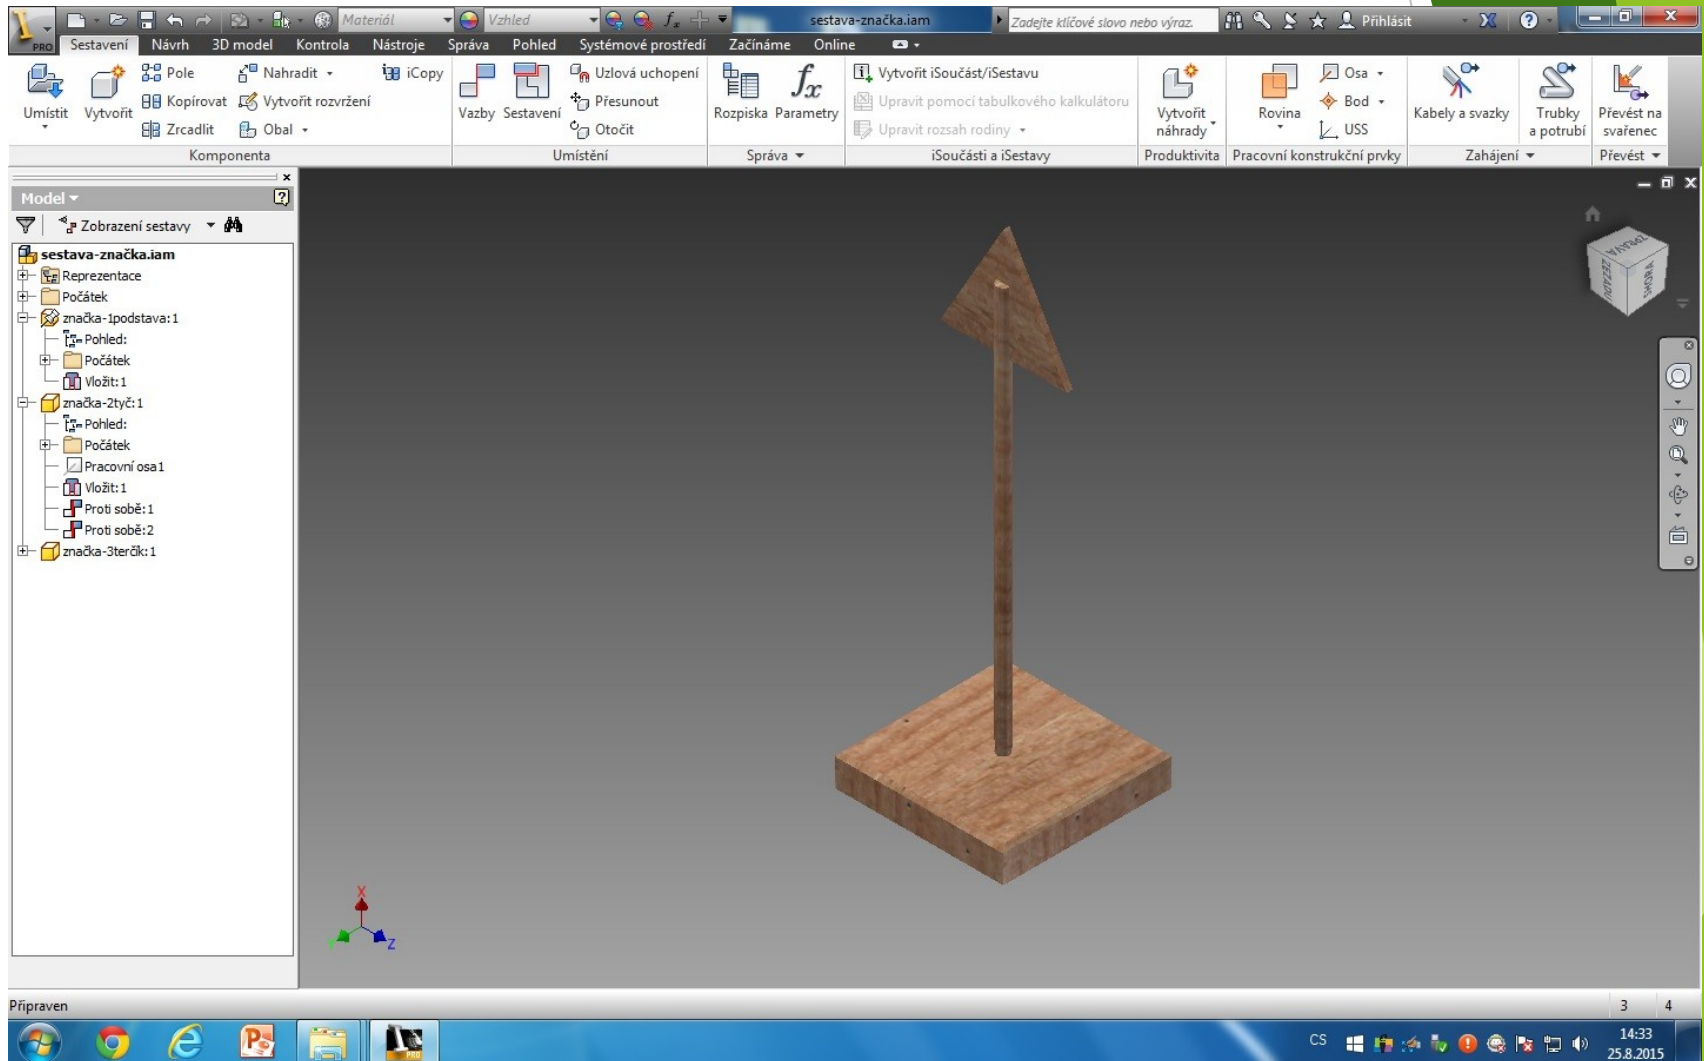 PRO
Materiál
Vzhled
sestava-značka.iam
Zadejte klíčové slovo nebo výraz.
Přihlásit
Sestavení Návrh 3D model Kontrola Nástroje Správa Pohled Systémové prostředí Začínáme Online
Umístit
Vytvořit
Pole
Kopírovat
Zrcadlit
Nahradit
Vytvořit rozvržení
Obal
iCopy
Komponenta
Vazby
Sestavení
Uzlová uchopení
Přesunout
Otočit
Umístění
Rozpiska
fx
Parametry
Správa
Vytvořit iSoučást/iSestavu
Upravit pomocí tabulkového kalkulátoru
Upravit rozsah rodiny
iSoučásti a iSestavy
Vytvořit
náhrady
Produktivita
Rovina
Osa
Bod
USS
Pracovní konstrukční prvky
Kabely a svazky
Trubky
a potrubí
Zahájení
Převést na
svařenec
Převést
Model
Zobrazení sestavy
sestava-značka.iam
Reprezentace
Počátek
značka-1podstava:1
Pohled:
Počátek
Vložit:1
značka-2tyč:1
Pohled:
Počátek
Pracovní osa1
Vložit:1
Proti sobě:1
Proti sobě:2
značka-3terčík:1
ZPRAVA
ZEZADU
SHORA
X
Y
Z
Připraven
3 4
CS
14:33
25.8.2015